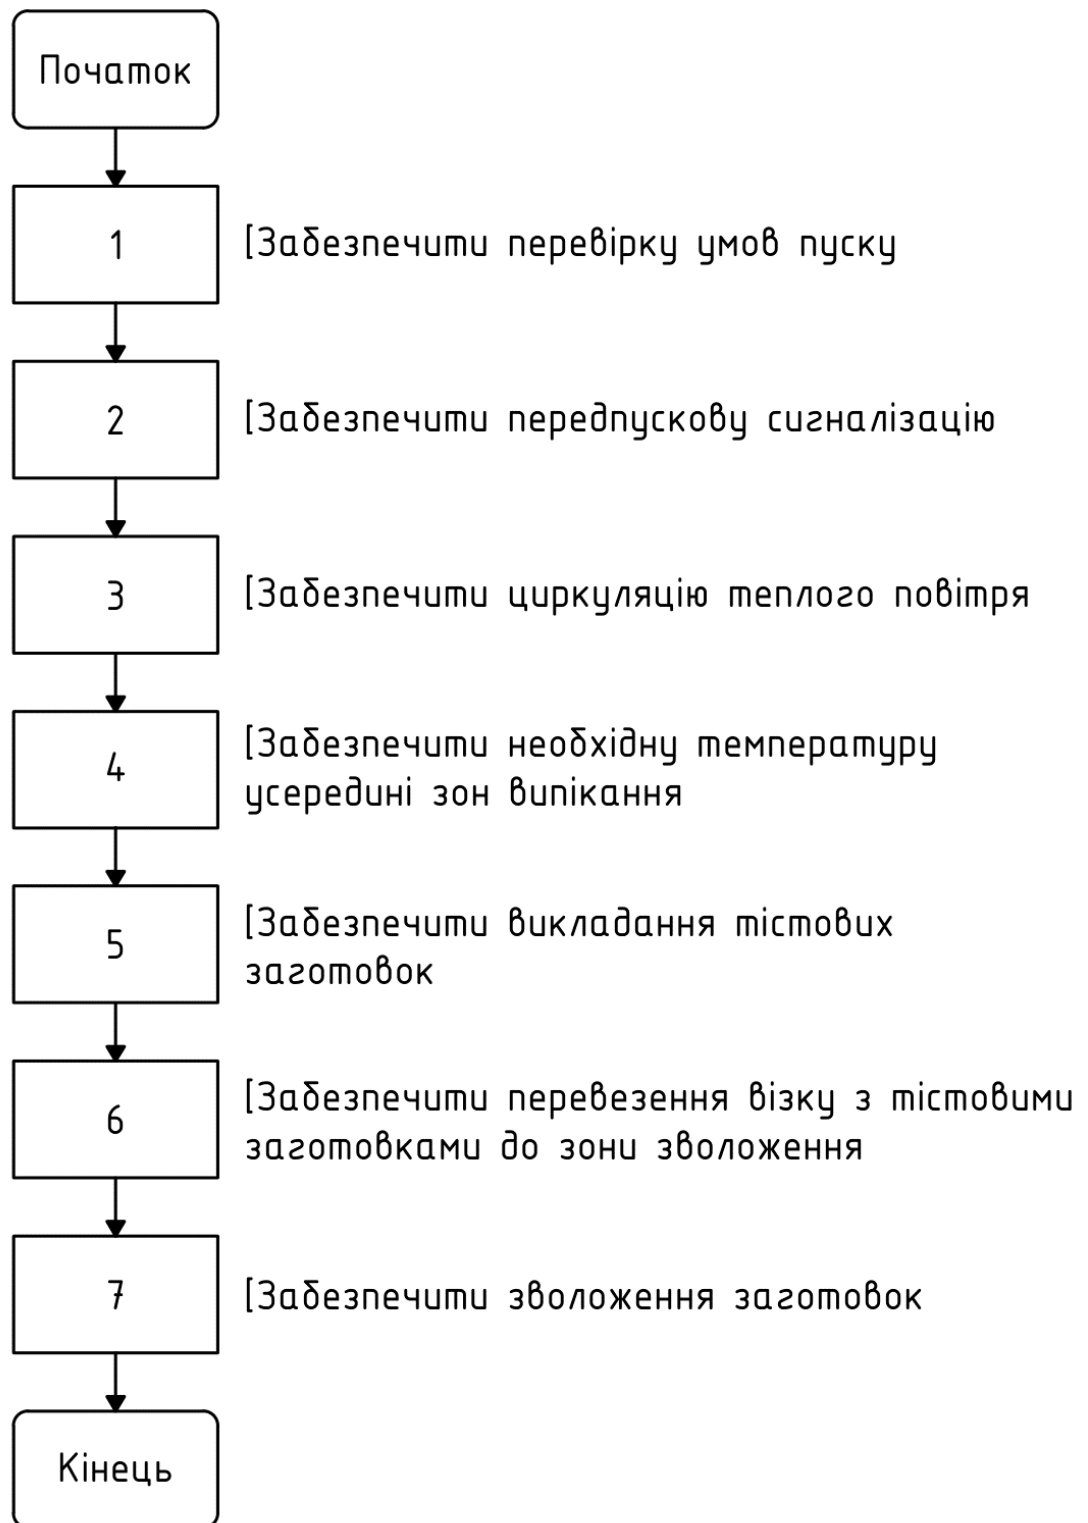 Початок
1
[Забезпечити перевірку умов пуску
2
[Забезпечити передпускову сигналізацію
3
[Забезпечити циркуляцію теплого повітря
4
[Забезпечити необхідну температуру
усередині зон випікання
5
[Забезпечити викладання тістових
заготовок
6
[Забезпечити перевезення візку з тістовими
заготовками до зони зволоження
7
[Забезпечити зволоження заготовок
Кінець